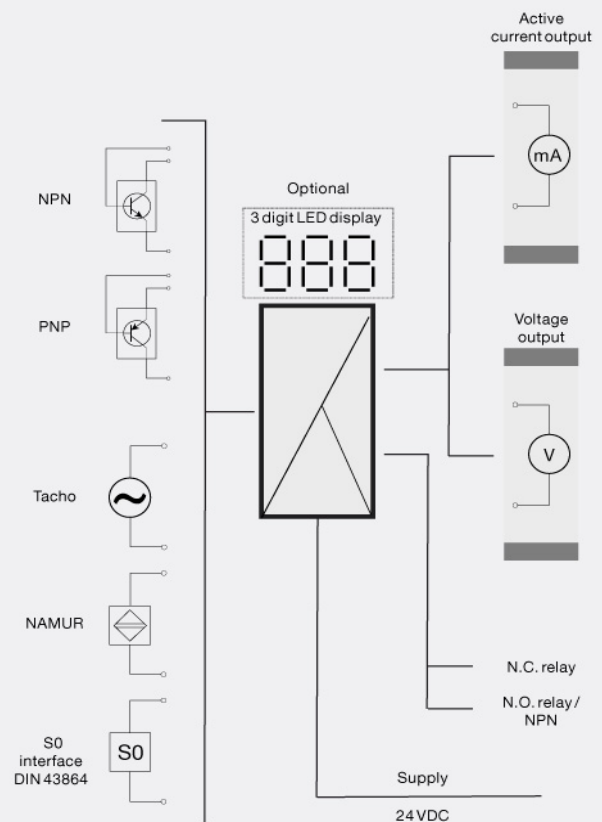 Active
current output
mA
NPN
Optional
3 digit LED display
888
PNP
Voltage
output
V
Tacho
NAMUR
N.C. relay
N.O. relay/
NPN
S0
interface
DIN 43864
S0
Supply
24 VDC